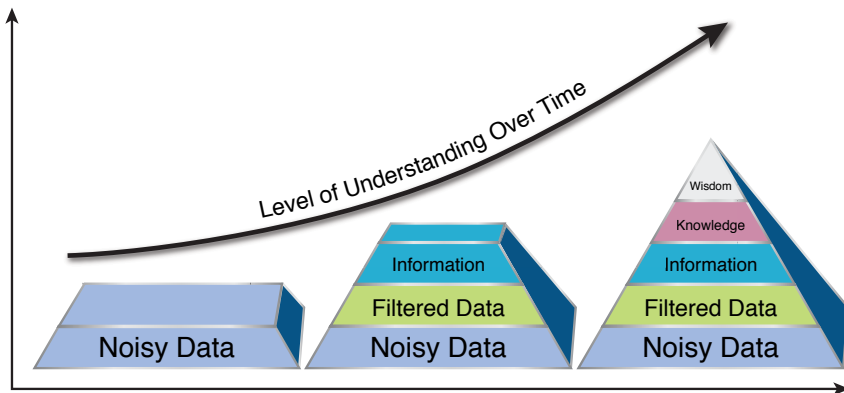 Level of Understanding Over Time
Noisy Data
Information
Filtered Data
Noisy Data
Wisdom
Knowledge
Information
Filtered Data
Noisy Data